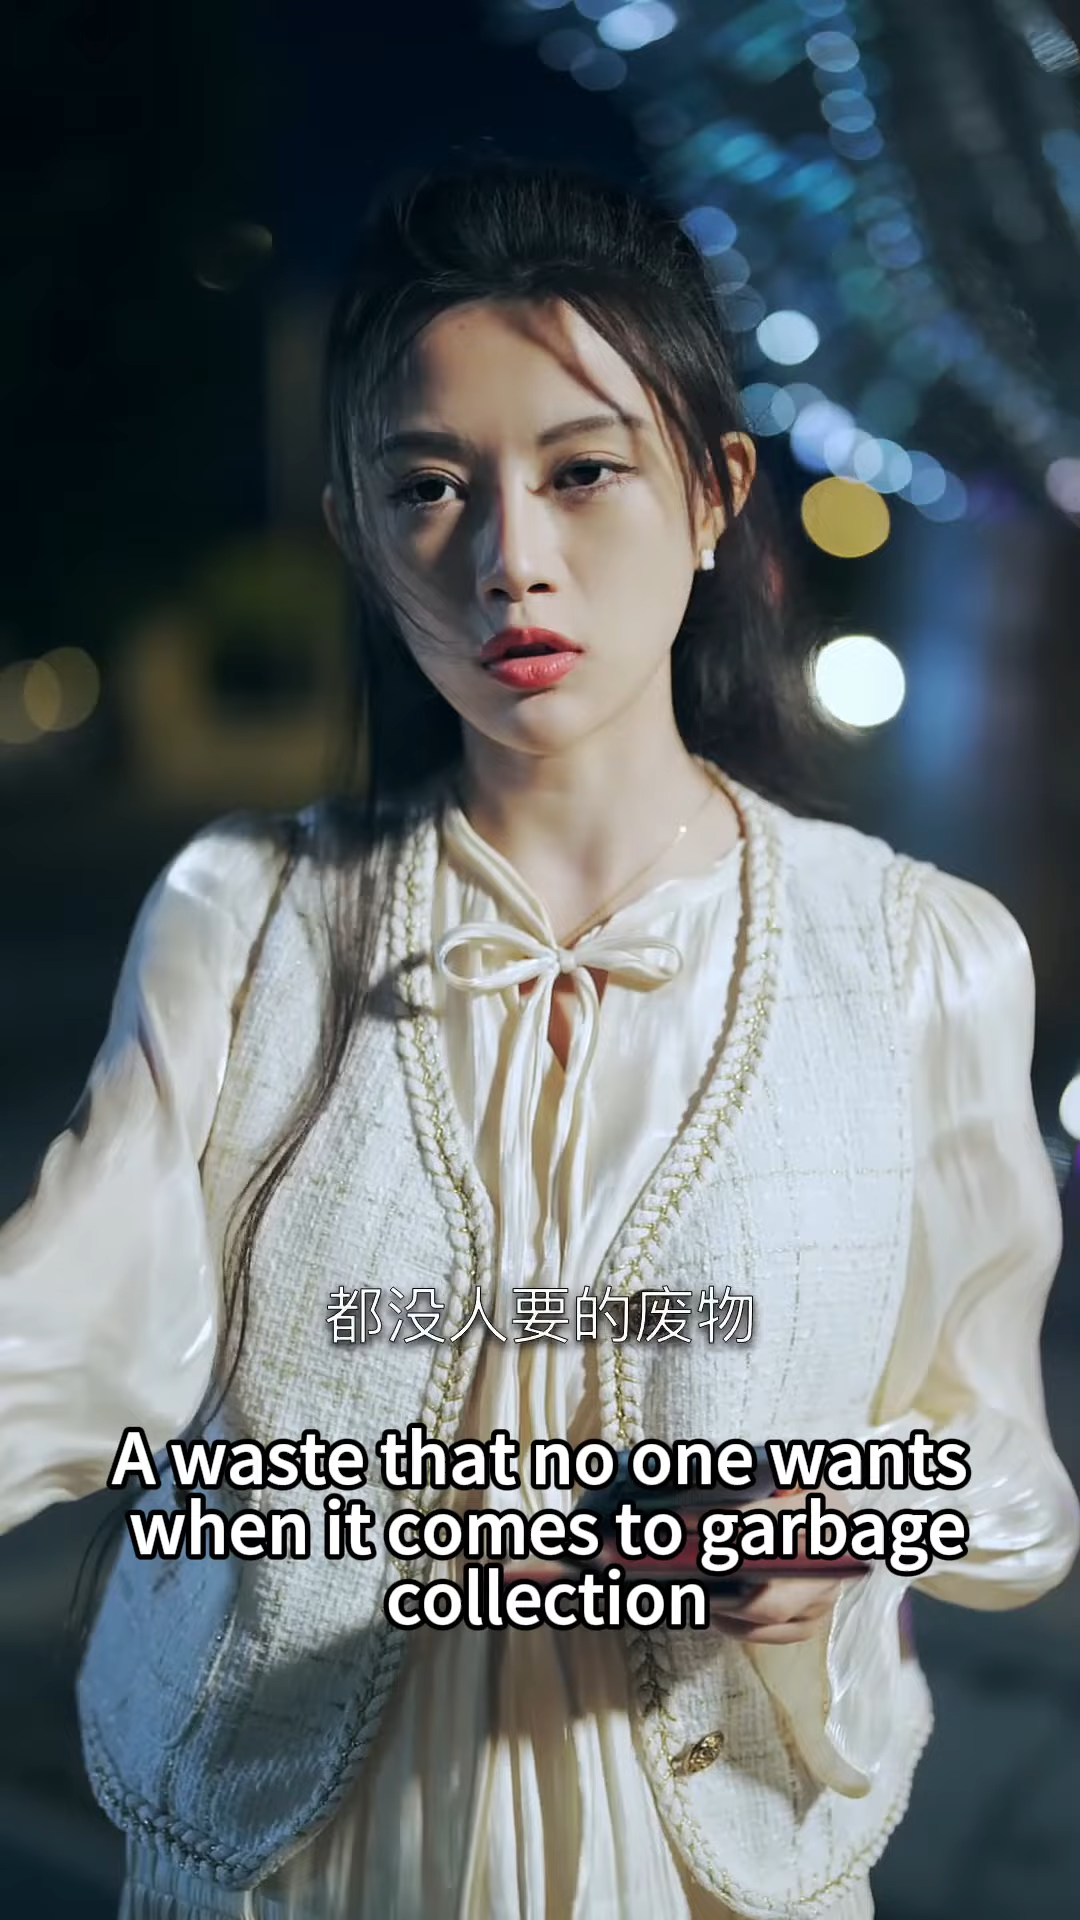 都没人要的废物
A waste that no one wants
when it comes to garbage
collection